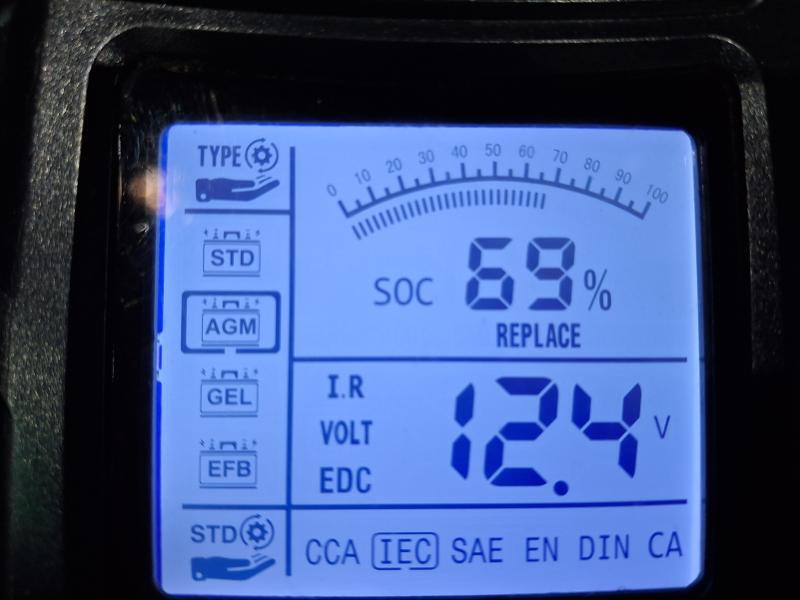 TYPE
0 10 20 30 40 50 60 70 80 90 100
STD
SOC 69%
REPLACE
AGM
GEL
EFB
I.R
VOLT
EDC
12.4 V
STD
CCA IEC SAE EN DIN CA